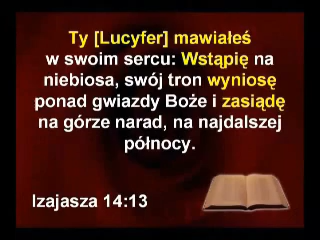 Ty [Lucyfer] mawiałeś
w swoim sercu: Wstąpię na
niebiosa, swój tron wyniosę
ponad gwiazdy Boże i zasiądę
na górze narad, na najdalszej
północy.
Izajasza 14:13